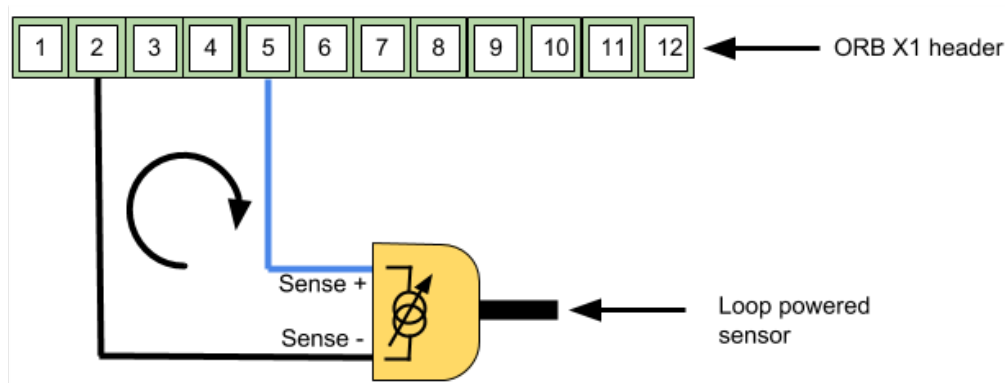 1 2 3 4 5 6 7 8 9 10 11 12
ORB X1 header
Sense +
Sense -
Loop powered
sensor